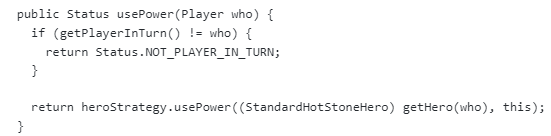 public Status usePower(Player who) {
  if (getPlayerInTurn() != who) {
    return Status.NOT_PLAYER_IN_TURN;
  }

  return heroStrategy.usePower((StandardHotStoneHero) getHero(who), this);
}